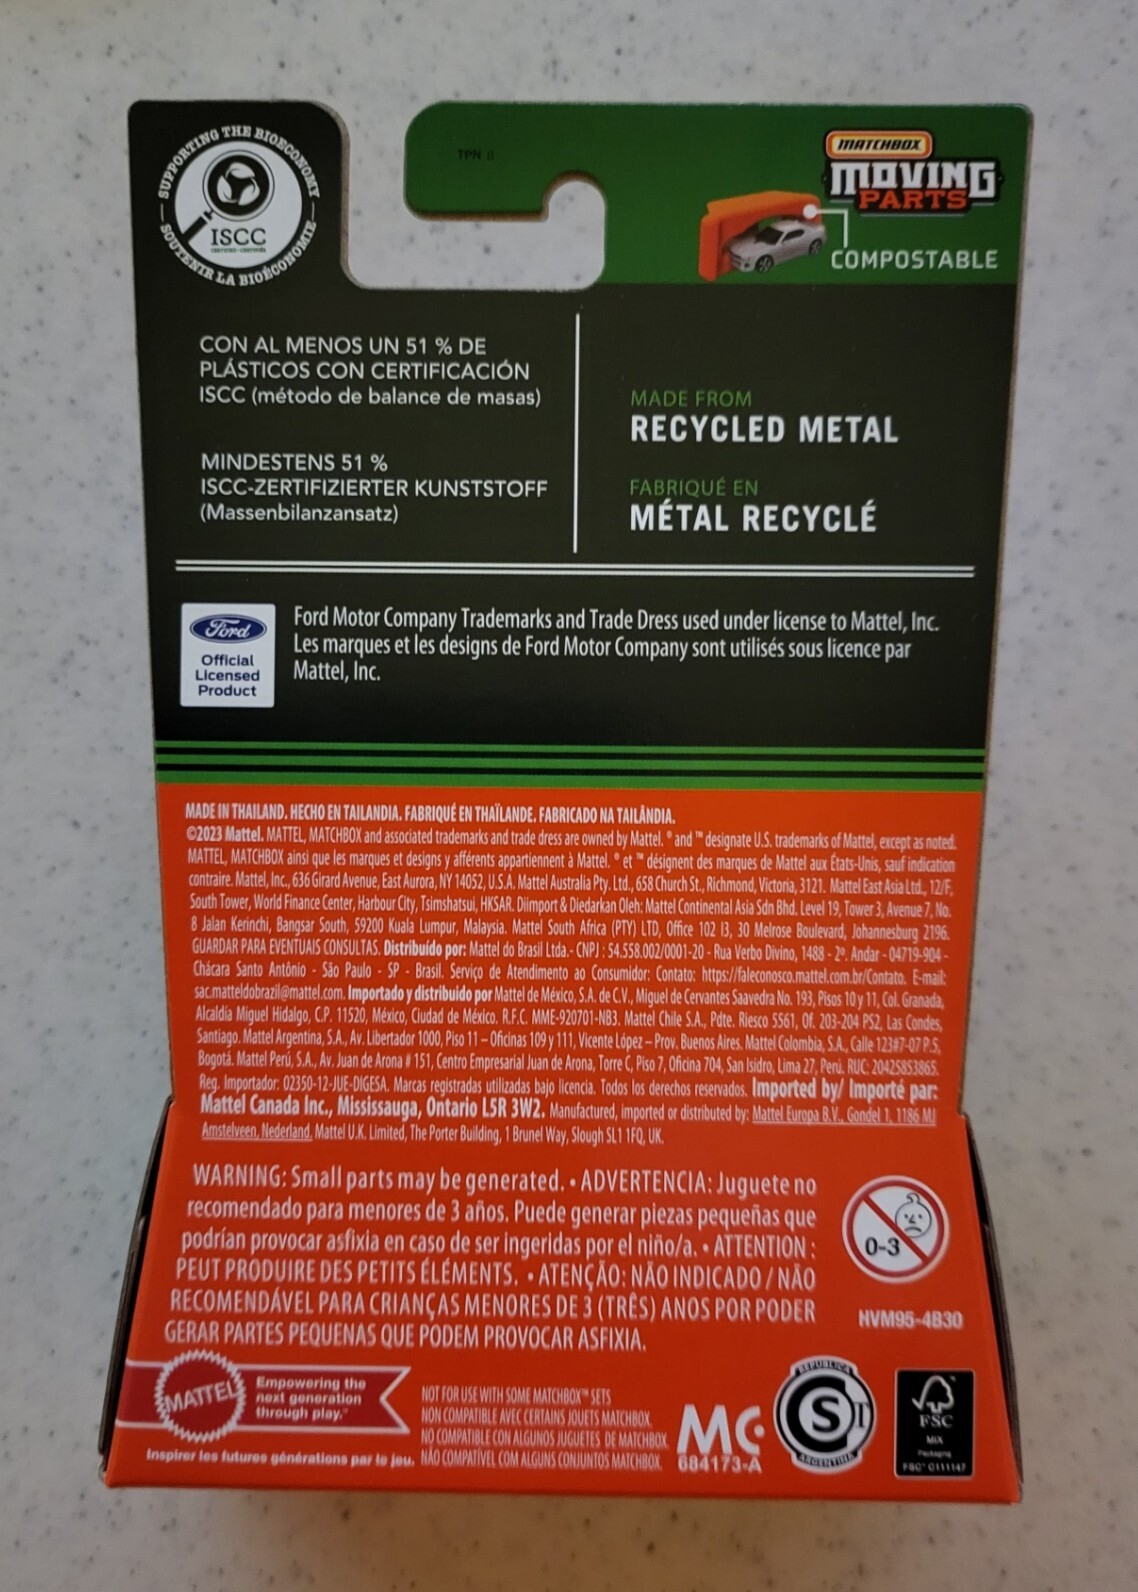 SUPPORTING THE BIOECONOMY
SOUTENIR LA BIOÉCONOMIE
ISCC
TPN
MATCHBOX
MOVING
PARTS
COMPOSTABLE
CON AL MENOS UN 51 % DE
PLÁSTICOS CON CERTIFICACIÓN
ISCC (método de balance de masas)
MINDESTENS 51 %
ISCC-ZERTIFIZIERTER KUNSTSTOFF
(Massenbilanzansatz)
MADE FROM
RECYCLED METAL
FABRIQUÉ EN
MÉTAL RECYCLÉ
Ford
Official
Licensed
Product
Ford Motor Company Trademarks and Trade Dress used under license to Mattel, Inc.
Les marques et les designs de Ford Motor Company sont utilisés sous licence par
Mattel, Inc.
MADE IN THAILAND. HECHO EN TAILANDIA. FABRIQUÉ EN THAÏLANDE. FABRICADO NA TAILÂNDIA.
©2023 Mattel. MATTEL, MATCHBOX and associated trademarks and trade dress are owned by Mattel. ® and ™ designate U.S. trademarks of Mattel, except as noted.
MATTEL, MATCHBOX ainsi que les marques et designs y afférents appartiennent à Mattel. ® et ™ désignent des marques de Mattel aux États-Unis, sauf indication
contraire. Mattel, Inc., 636 Girard Avenue, East Aurora, NY 14052, U.S.A. Mattel Australia Pty. Ltd., 658 Church St., Richmond, Victoria, 3121. Mattel East Asia Ltd., 12/F,
South Tower, World Finance Center, Harbour City, Tsimshatsui, HKSAR. Diimport & Diedarkan Oleh: Mattel Continental Asia Sdn Bhd. Level 19, Tower 3, Avenue 7, No.
8 Jalan Kerinchi, Bangsar South, 59200 Kuala Lumpur, Malaysia. Mattel South Africa (PTY) LTD, Office 102 I3, 30 Melrose Boulevard, Johannesburg 2196.
GUARDAR PARA EVENTUAIS CONSULTAS. Distribuído por: Mattel do Brasil Ltda.- CNPJ : 54.558.002/0001-20 - Rua Verbo Divino, 1488 - 2º. Andar - 04719-904 -
Chácara Santo Antônio - São Paulo - SP - Brasil. Serviço de Atendimento ao Consumidor: Contato: https://faleconosco.mattel.com.br/Contato. E-mail:
sac.matteldobrazil@mattel.com. Importado y distribuido por Mattel de México, S.A. de C.V., Miguel de Cervantes Saavedra No. 193, Pisos 10 y 11, Col. Granada,
Alcaldía Miguel Hidalgo, C.P. 11520, México, Ciudad de México. R.F.C. MME-920701-NB3. Mattel Chile S.A., Pdte. Riesco 5561, Of. 203-204 PS2, Las Condes,
Santiago. Mattel Argentina, S.A., Av. Libertador 1000, Piso 11 – Oficinas 109 y 111, Vicente López – Prov. Buenos Aires. Mattel Colombia, S.A., Calle 123#7-07 P.5,
Bogotá. Mattel Perú, S.A., Av. Juan de Arona # 151, Centro Empresarial Juan de Arona, Torre C, Piso 7, Oficina 704, San Isidro, Lima 27, Perú. RUC: 20425853865.
Reg. Importador: 02350-12-JUE-DIGESA. Marcas registradas utilizadas bajo licencia. Todos los derechos reservados. Imported by/ Importé par:
Mattel Canada Inc., Mississauga, Ontario L5R 3W2. Manufactured, imported or distributed by: Mattel Europa B.V., Gondel 1, 1186 MJ
Amstelveen, Nederland. Mattel U.K. Limited, The Porter Building, 1 Brunel Way, Slough SL1 1FQ, UK.
WARNING: Small parts may be generated. • ADVERTENCIA: Juguete no
recomendado para menores de 3 años. Puede generar piezas pequeñas que
podrían provocar asfixia en caso de ser ingeridas por el niño/a. • ATTENTION :
PEUT PRODUIRE DES PETITS ÉLÉMENTS. • ATENÇÃO: NÃO INDICADO / NÃO
RECOMENDÁVEL PARA CRIANÇAS MENORES DE 3 (TRÊS) ANOS POR PODER
GERAR PARTES PEQUENAS QUE PODEM PROVOCAR ASFIXIA.
0-3
HVM95-4B30
MATTEL
Empowering the
next generation
through play.™
Inspirer les futures générations par le jeu.
NOT FOR USE WITH SOME MATCHBOX™ SETS
NON COMPATIBLE AVEC CERTAINS JOUETS MATCHBOX.
NO COMPATIBLE CON ALGUNOS JUGUETES DE MATCHBOX.
NÃO COMPATÍVEL COM ALGUNS CONJUNTOS MATCHBOX.
MC
684173-A
REPUBLICA
S
ARGENTINA
FSC
MIX
Packaging
FSC™ C111147